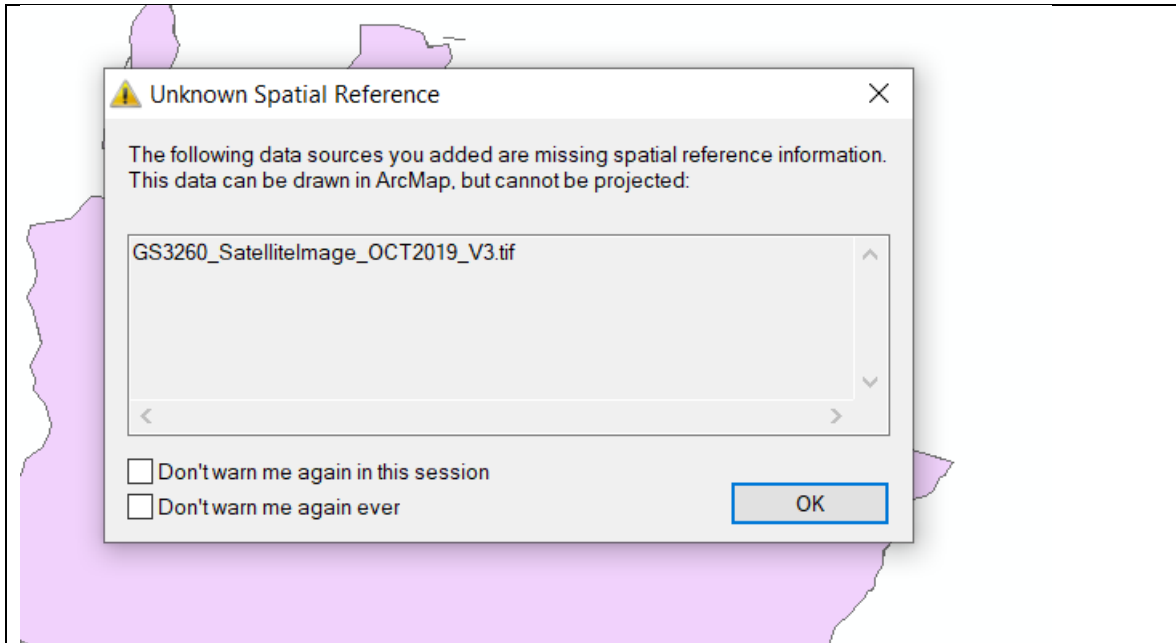 Unknown Spatial Reference
The following data sources you added are missing spatial reference information.
This data can be drawn in ArcMap, but cannot be projected:
GS3260_SatelliteImage_OCT2019_V3.tif
Don't warn me again in this session
Don't warn me again ever
OK